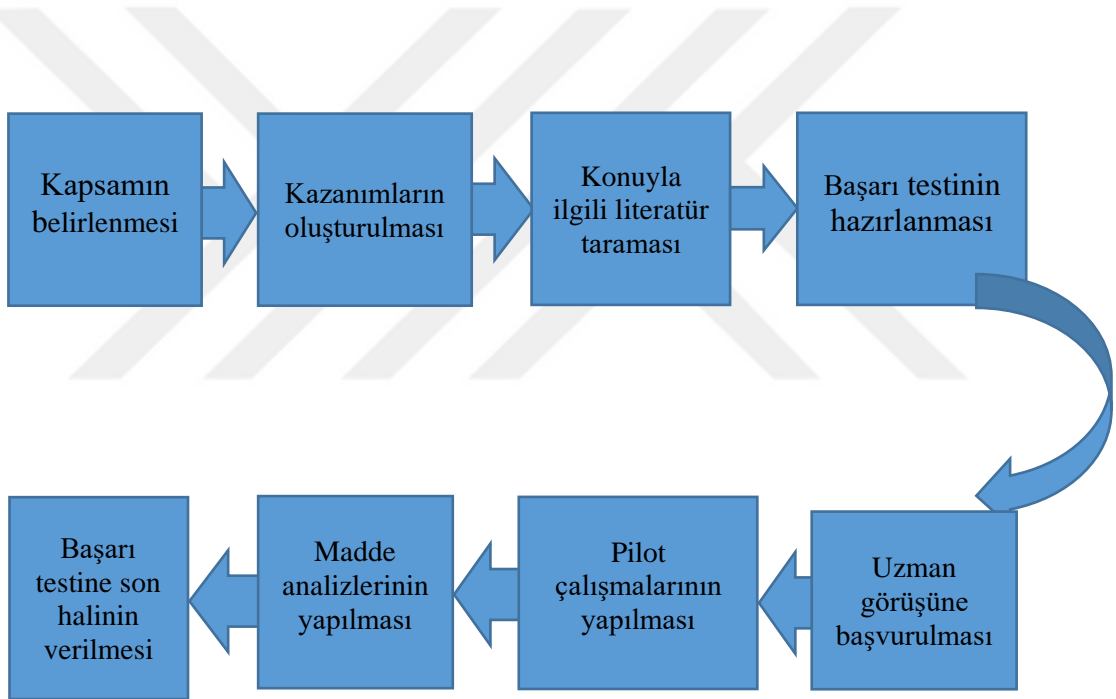 Kapsamın
belirlenmesi
Kazanımların
oluşturulması
Konuyla
ilgili literatür
taraması
Başarı testinin
hazırlanması
Uzman
görüşüne
başvurulması
Pilot
çalışmalarının
yapılması
Madde
analizlerinin
yapılması
Başarı
testine son
halinin
verilmesi